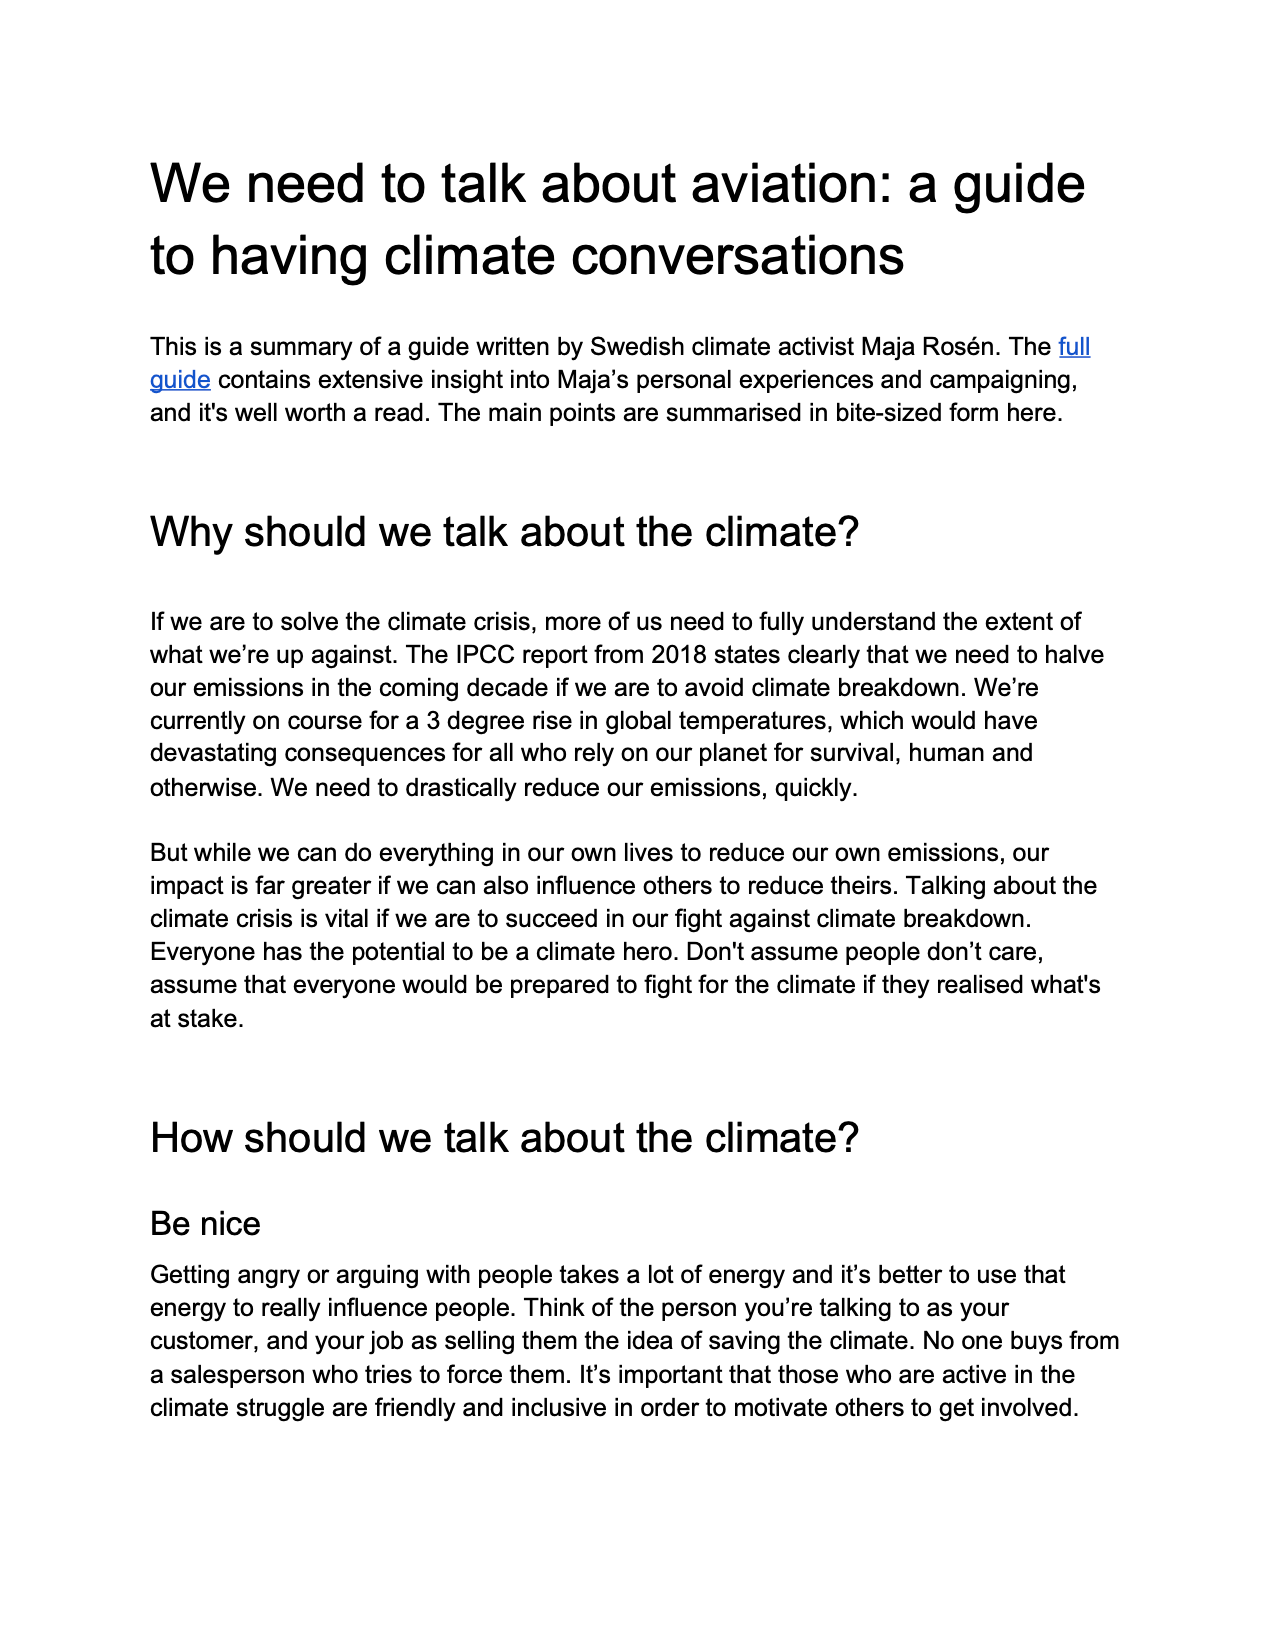 We need to talk about aviation: a guide
to having climate conversations
This is a summary of a guide written by Swedish climate activist Maja Rosén. The full
guide contains extensive insight into Maja’s personal experiences and campaigning,
and it's well worth a read. The main points are summarised in bite-sized form here.
Why should we talk about the climate?
If we are to solve the climate crisis, more of us need to fully understand the extent of
what we’re up against. The IPCC report from 2018 states clearly that we need to halve
our emissions in the coming decade if we are to avoid climate breakdown. We’re
currently on course for a 3 degree rise in global temperatures, which would have
devastating consequences for all who rely on our planet for survival, human and
otherwise. We need to drastically reduce our emissions, quickly.
But while we can do everything in our own lives to reduce our own emissions, our
impact is far greater if we can also influence others to reduce theirs. Talking about the
climate crisis is vital if we are to succeed in our fight against climate breakdown.
Everyone has the potential to be a climate hero. Don't assume people don’t care,
assume that everyone would be prepared to fight for the climate if they realised what's
at stake.
How should we talk about the climate?
Be nice
Getting angry or arguing with people takes a lot of energy and it’s better to use that
energy to really influence people. Think of the person you’re talking to as your
customer, and your job as selling them the idea of saving the climate. No one buys from
a salesperson who tries to force them. It’s important that those who are active in the
climate struggle are friendly and inclusive in order to motivate others to get involved.